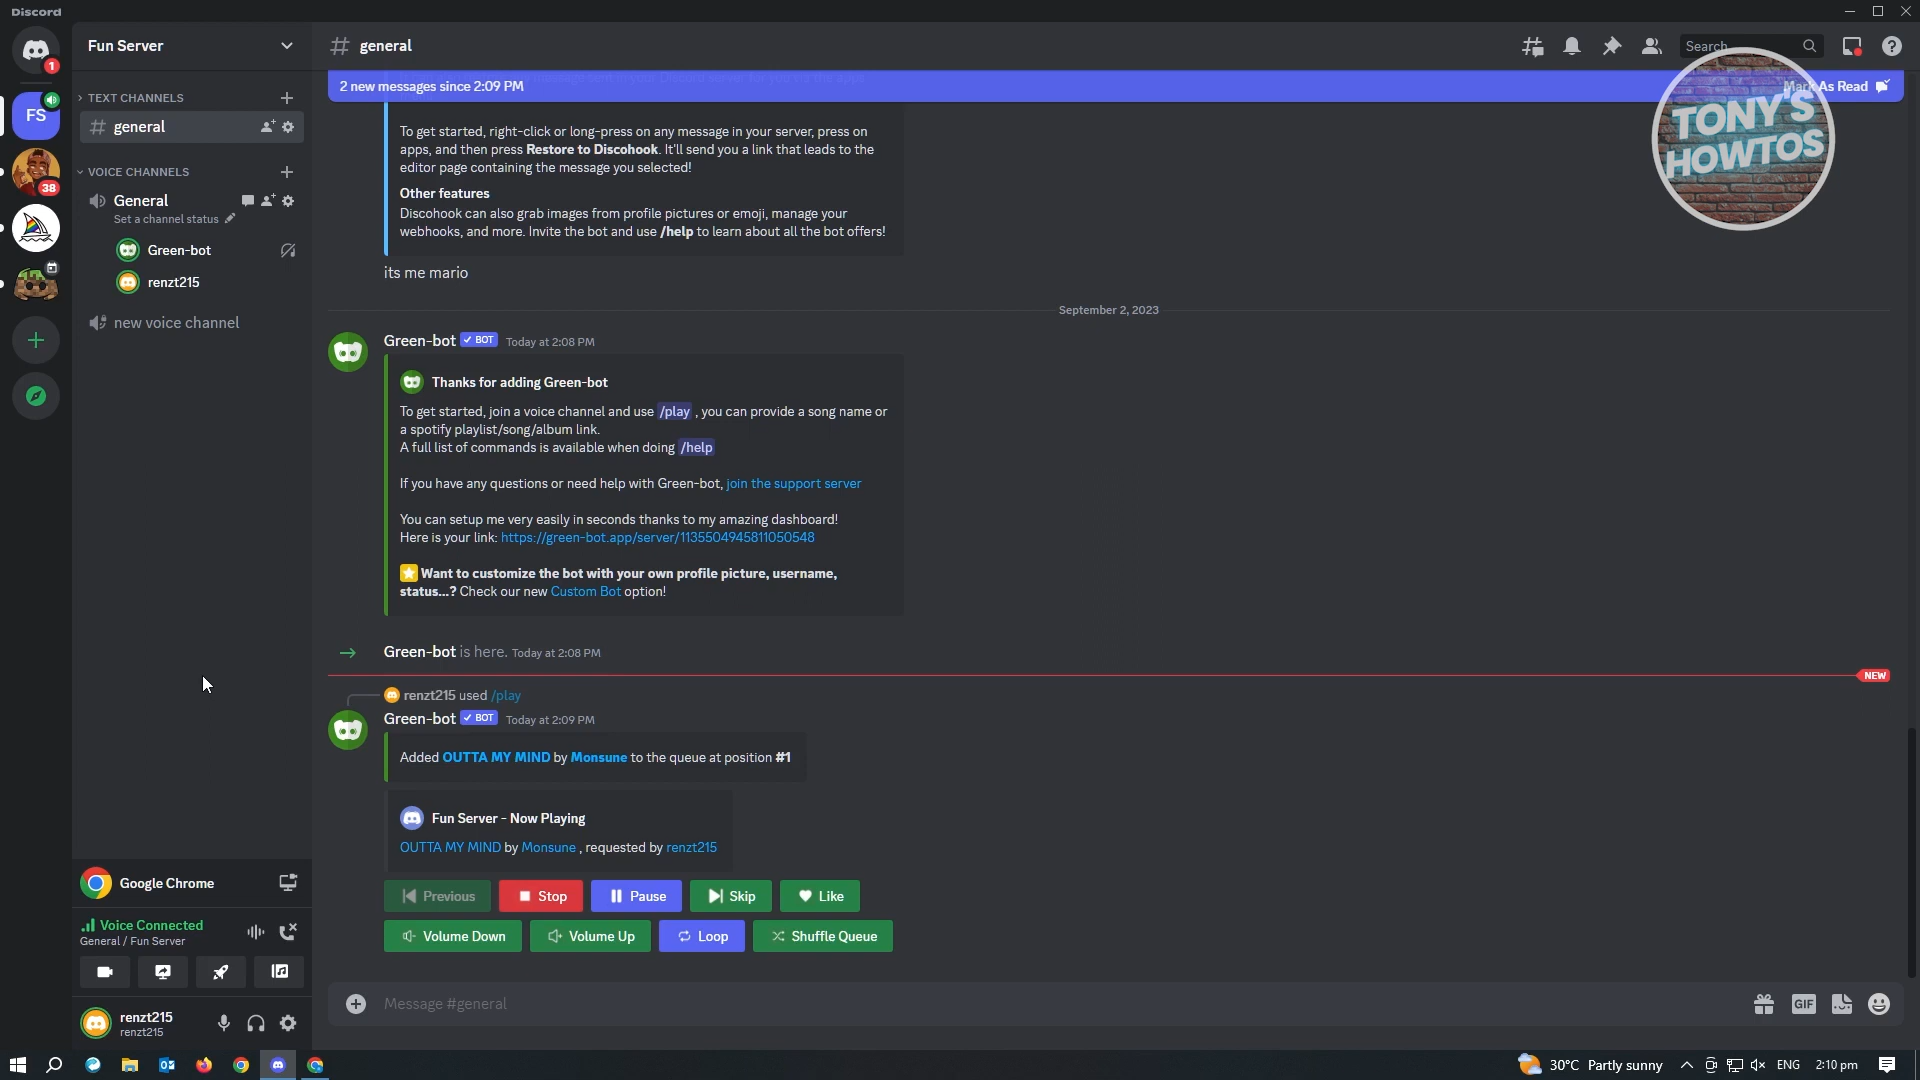 Discord
Fun Server
general
Search
1
2 new messages since 2:09 PM
Mark As Read
TONY'S
HOWTOS
TEXT CHANNELS
general
FS
38
VOICE CHANNELS
General
Set a channel status
Green-bot
renzt215
new voice channel
To get started, right-click or long-press on any message in your server, press on
apps, and then press Restore to Discohook. It'll send you a link that leads to the
editor page containing the message you selected!
Other features
Discohook can also grab images from profile pictures or emoji, manage your
webhooks, and more. Invite the bot and use /help to learn about all the bot offers!
its me mario
September 2, 2023
Green-bot BOT Today at 2:08 PM
Thanks for adding Green-bot
To get started, join a voice channel and use /play , you can provide a song name or
a spotify playlist/song/album link.
A full list of commands is available when doing /help
If you have any questions or need help with Green-bot, join the support server
You can setup me very easily in seconds thanks to my amazing dashboard!
Here is your link: https://green-bot.app/server/1135504945811050548
Want to customize the bot with your own profile picture, username,
status...? Check our new Custom Bot option!
Green-bot is here. Today at 2:08 PM
NEW
renzt215 used /play
Green-bot BOT Today at 2:09 PM
Added OUTTA MY MIND by Monsune to the queue at position #1
Fun Server - Now Playing
OUTTA MY MIND by Monsune , requested by renzt215
Previous Stop Pause Skip Like
Volume Down Volume Up Loop Shuffle Queue
Google Chrome
Voice Connected
General / Fun Server
renzt215
renzt215
Message #general
GIF
30°C Partly sunny ENG 2:10 pm